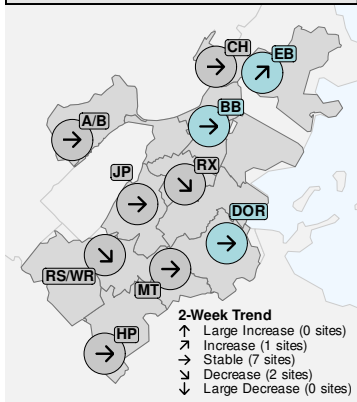 CH
EB
BB
A/B
RX
JP
DOR
RS/WR
MT
HP
2-Week Trend
↑ Large Increase (0 sites)
↗ Increase (1 sites)
→ Stable (7 sites)
↘ Decrease (2 sites)
↓ Large Decrease (0 sites)